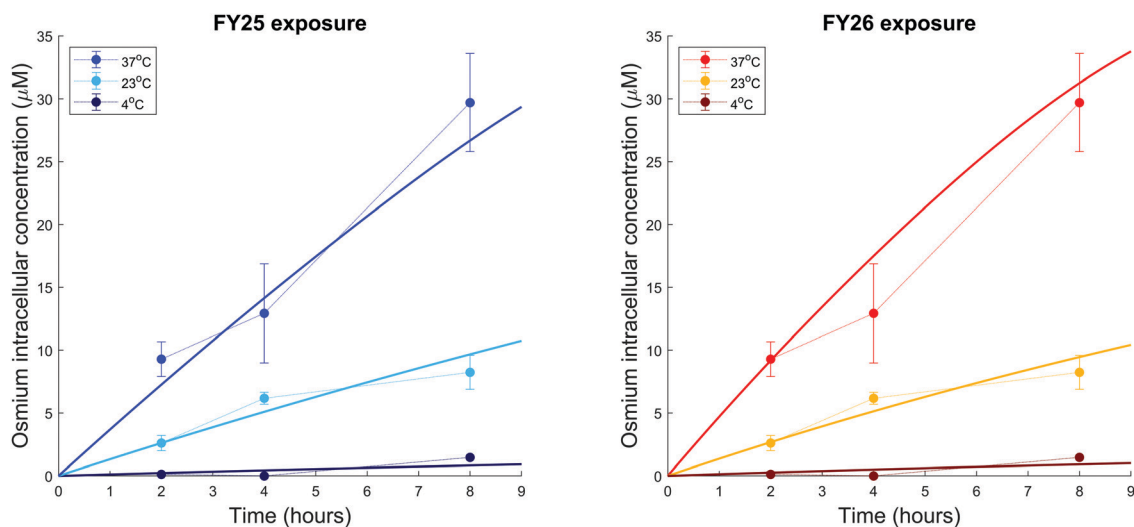 FY25 exposure
Osmium intracellular concentration (μM)
35
30
25
20
15
10
5
0
37°C
23°C
4°C
0 1 2 3 4 5 6 7 8 9
Time (hours)
FY26 exposure
Osmium intracellular concentration (μM)
35
30
25
20
15
10
5
0
37°C
23°C
4°C
0 1 2 3 4 5 6 7 8 9
Time (hours)